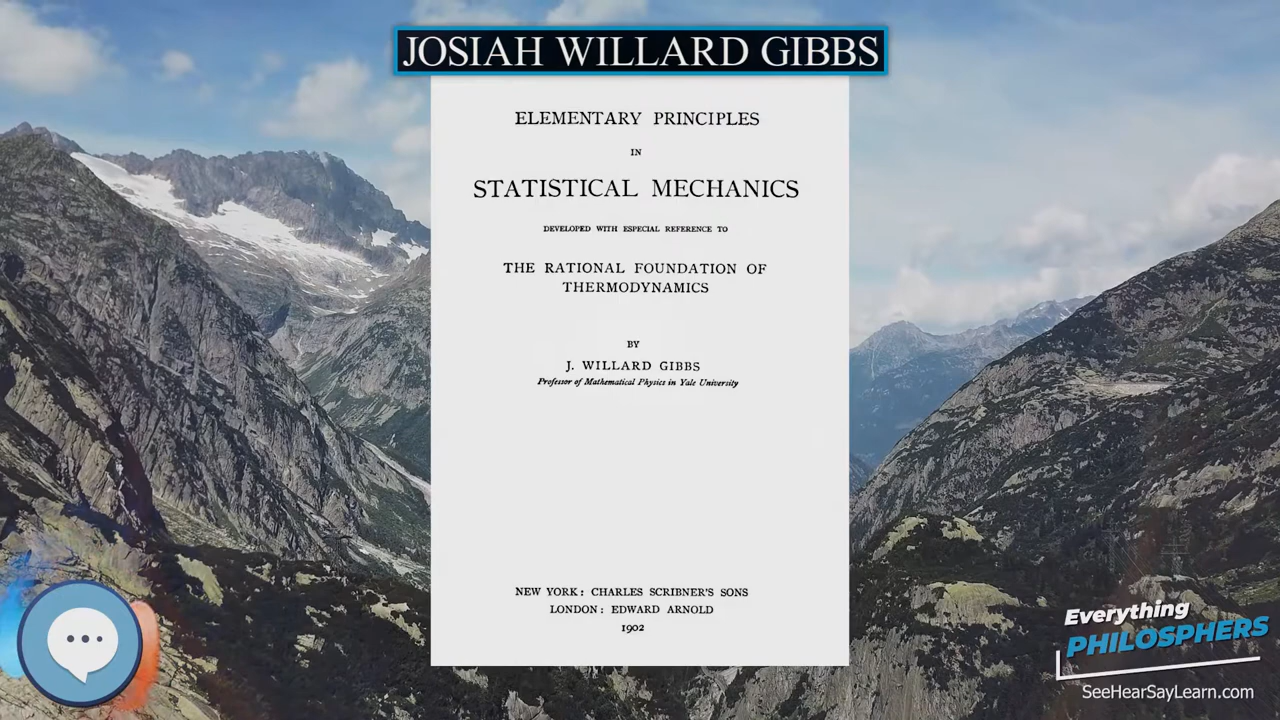 JOSIAH WILLARD GIBBS
ELEMENTARY PRINCIPLES
IN
STATISTICAL MECHANICS
DEVELOPED WITH ESPECIAL REFERENCE TO
THE RATIONAL FOUNDATION OF
THERMODYNAMICS
BY
J. WILLARD GIBBS
Professor of Mathematical Physics in Yale University
NEW YORK: CHARLES SCRIBNER'S SONS
LONDON: EDWARD ARNOLD
1902
Everything
PHILOSPHERS
SeeHearSayLearn.com